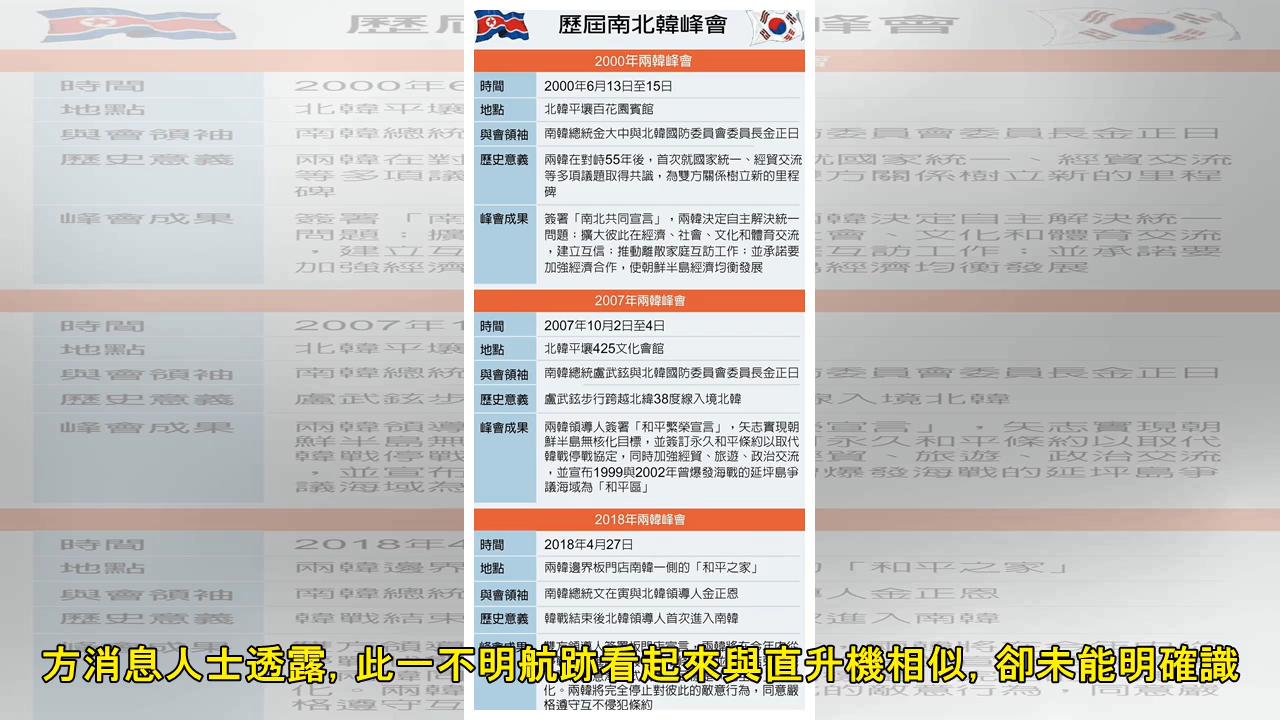 歷屆南北韓峰會
2000年兩韓峰會
時間 2000年6月13日至15日
地點 北韓平壤百花園賓館
與會領袖 南韓總統金大中與北韓國防委員會委員長金正日
歷史意義 兩韓在對峙55年後，首次就國家統一、經貿交流
等多項議題取得共識，為雙方關係樹立新的里程
碑
峰會成果 簽署「南北共同宣言」，兩韓決定自主解決統一
問題；擴大彼此在經濟、社會、文化和體育交流
，建立互信；推動離散家庭互訪工作；並承諾要
加強經濟合作，使朝鮮半島經濟均衡發展
2007年兩韓峰會
時間 2007年10月2日至4日
地點 北韓平壤425文化會館
與會領袖 南韓總統盧武鉉與北韓國防委員會委員長金正日
歷史意義 盧武鉉步行跨越北緯38度線入境北韓
峰會成果 兩韓領導人簽署「和平繁榮宣言」，矢志實現朝
鮮半島無核化目標，並簽訂永久和平條約以取代
韓戰停戰協定，同時加強經貿、旅遊、政治交流
，並宣布1999與2002年曾爆發海戰的延坪島爭
議海域為「和平區」
2018年兩韓峰會
時間 2018年4月27日
地點 兩韓邊界板門店南韓一側的「和平之家」
與會領袖 南韓總統文在寅與北韓領導人金正恩
歷史意義 韓戰結束後北韓領導人首次進入南韓
峰會成果 雙方領導人簽署板門店宣言，兩韓將在今年內從
方消息人士透露, 此一不明航跡看起來與直升機相似, 卻未能明確識
化。兩韓將完全停止對彼此的敵意行為，同意嚴
格遵守互不侵犯條約